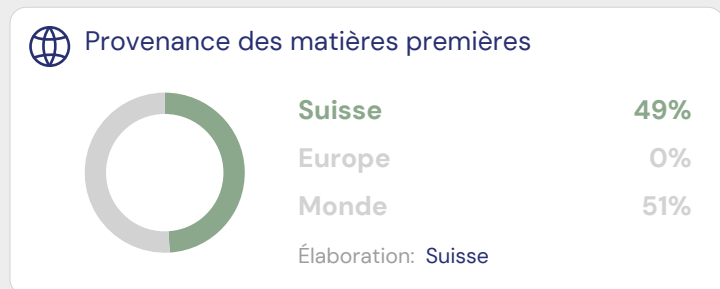 Provenance des matières premières
Suisse 49%
Europe 0%
Monde 51%
Élaboration: Suisse